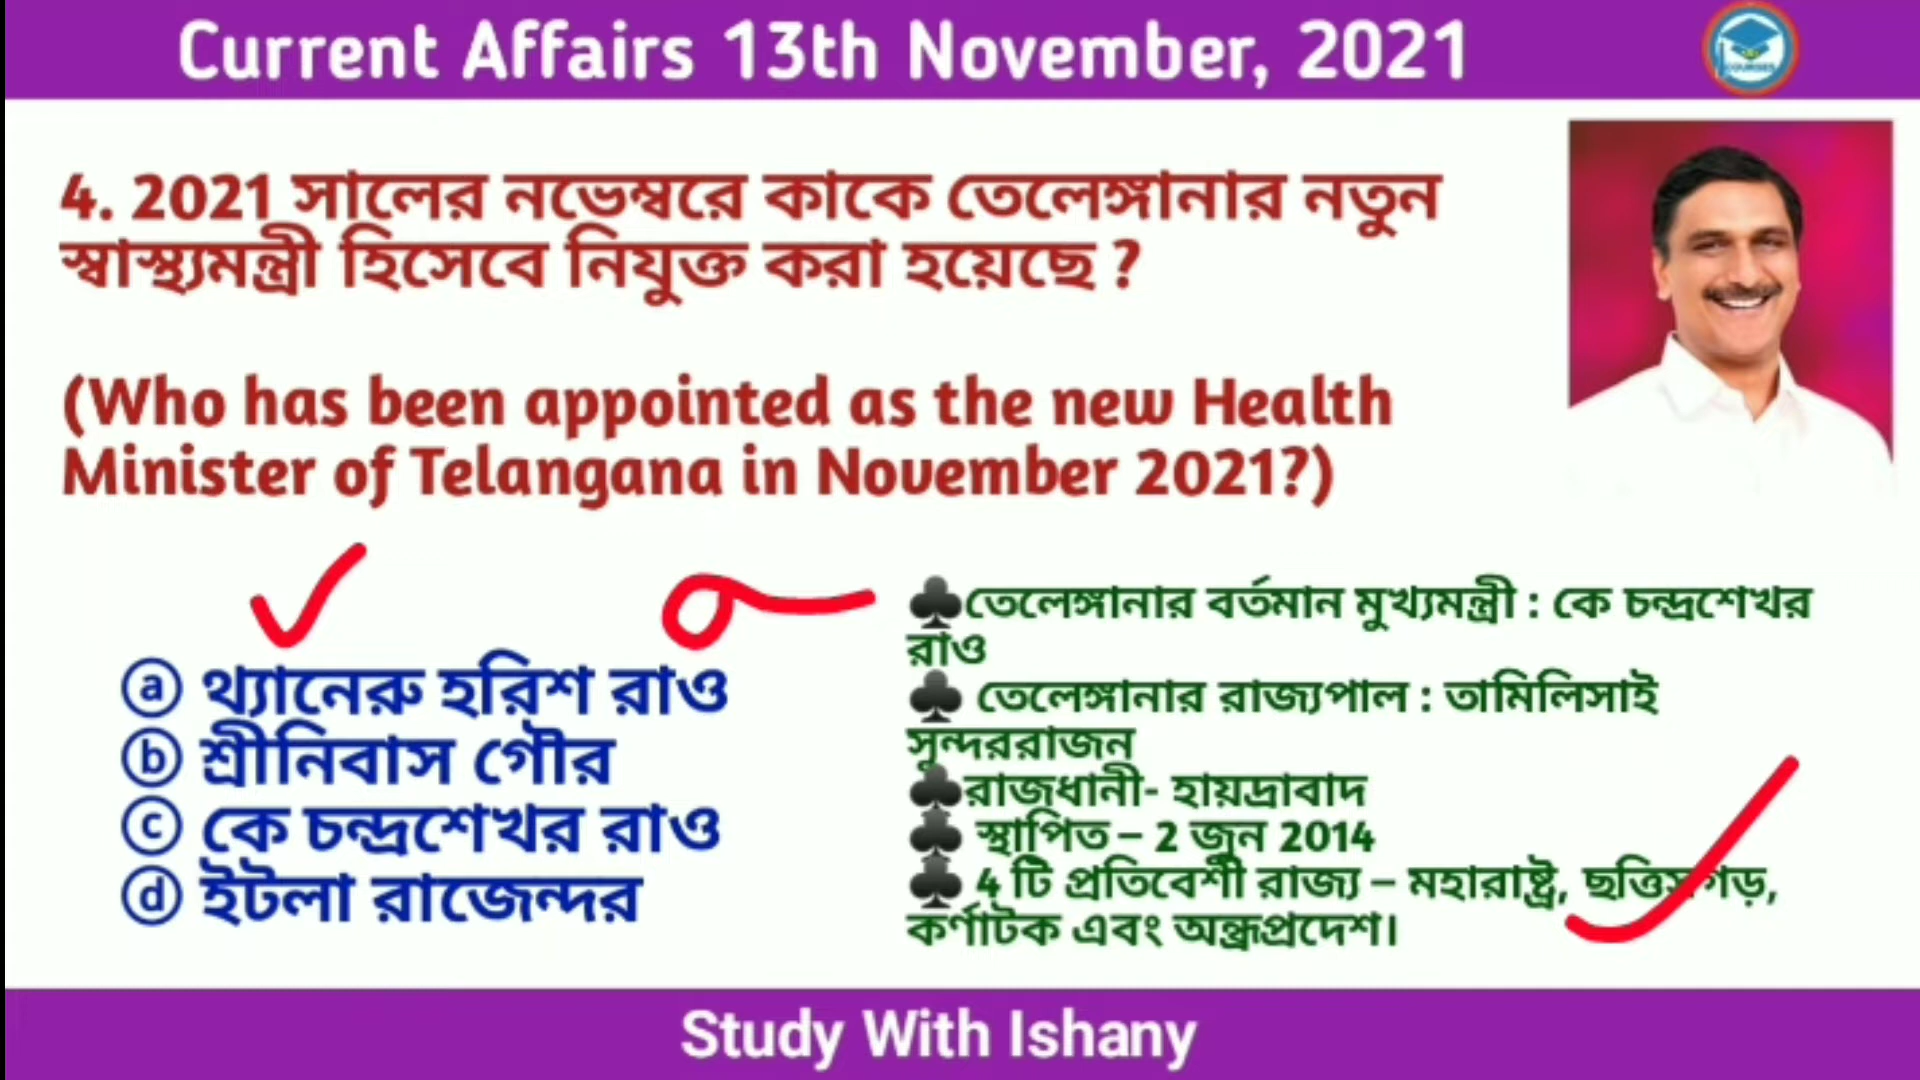 Current Affairs 13th November, 2021
COURSES
4. 2021 সালের নভেম্বরে কাকে তেলেঙ্গানার নতুন
স্বাস্থ্যমন্ত্রী হিসেবে নিযুক্ত করা হয়েছে ?
(Who has been appointed as the new Health
Minister of Telangana in November 2021?)
ⓐ থ্যানেরু হরিশ রাও
ⓑ শ্রীনিবাস গৌর
ⓒ কে চন্দ্রশেখর রাও
ⓓ ইটলা রাজেন্দর
♣তেলেঙ্গানার বর্তমান মুখ্যমন্ত্রী : কে চন্দ্রশেখর
রাও
♣ তেলেঙ্গানার রাজ্যপাল : তামিলিসাই
সুন্দররাজন
♣রাজধানী- হায়দ্রাবাদ
♣ স্থাপিত – 2 জুন 2014
♣ 4 টি প্রতিবেশী রাজ্য – মহারাষ্ট্র, ছত্তিসগড়,
কর্ণাটক এবং অন্ধ্রপ্রদেশ।
Study With Ishany